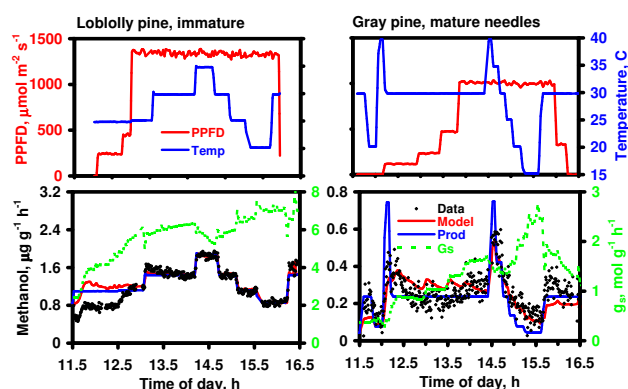 Loblolly pine, immature
Gray pine, mature needles
PPFD, μmol m⁻² s⁻¹
1500
1000
500
0
PPFD
Temp
40
35
30
25
20
15
Temperature, C
Methanol, μg g⁻¹ h⁻¹
3.2
2.4
1.6
0.8
0
8
6
4
2
0
11.5 12.5 13.5 14.5 15.5 16.5
Time of day, h
0.8
0.6
0.4
0.2
0
Data
Model
Prod
Gs
3
2
1
0
gs, mol g⁻¹ h⁻¹
11.5 12.5 13.5 14.5 15.5 16.5
Time of day, h